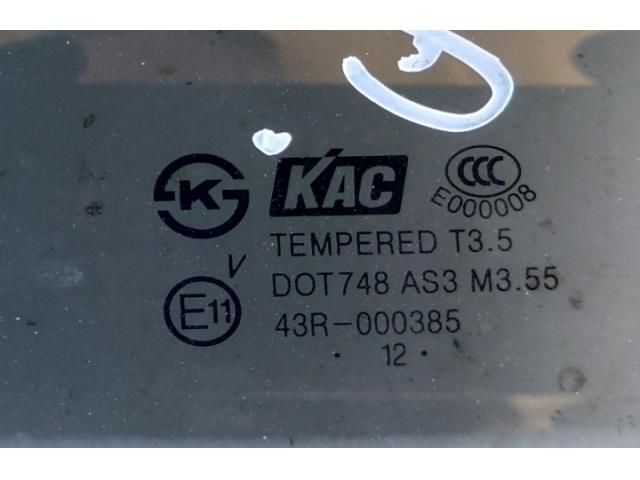 K KAC CCC
E000008
TEMPERED T3.5
V
DOT748 AS3 M3.55
E11 43R-000385
· 12 ·